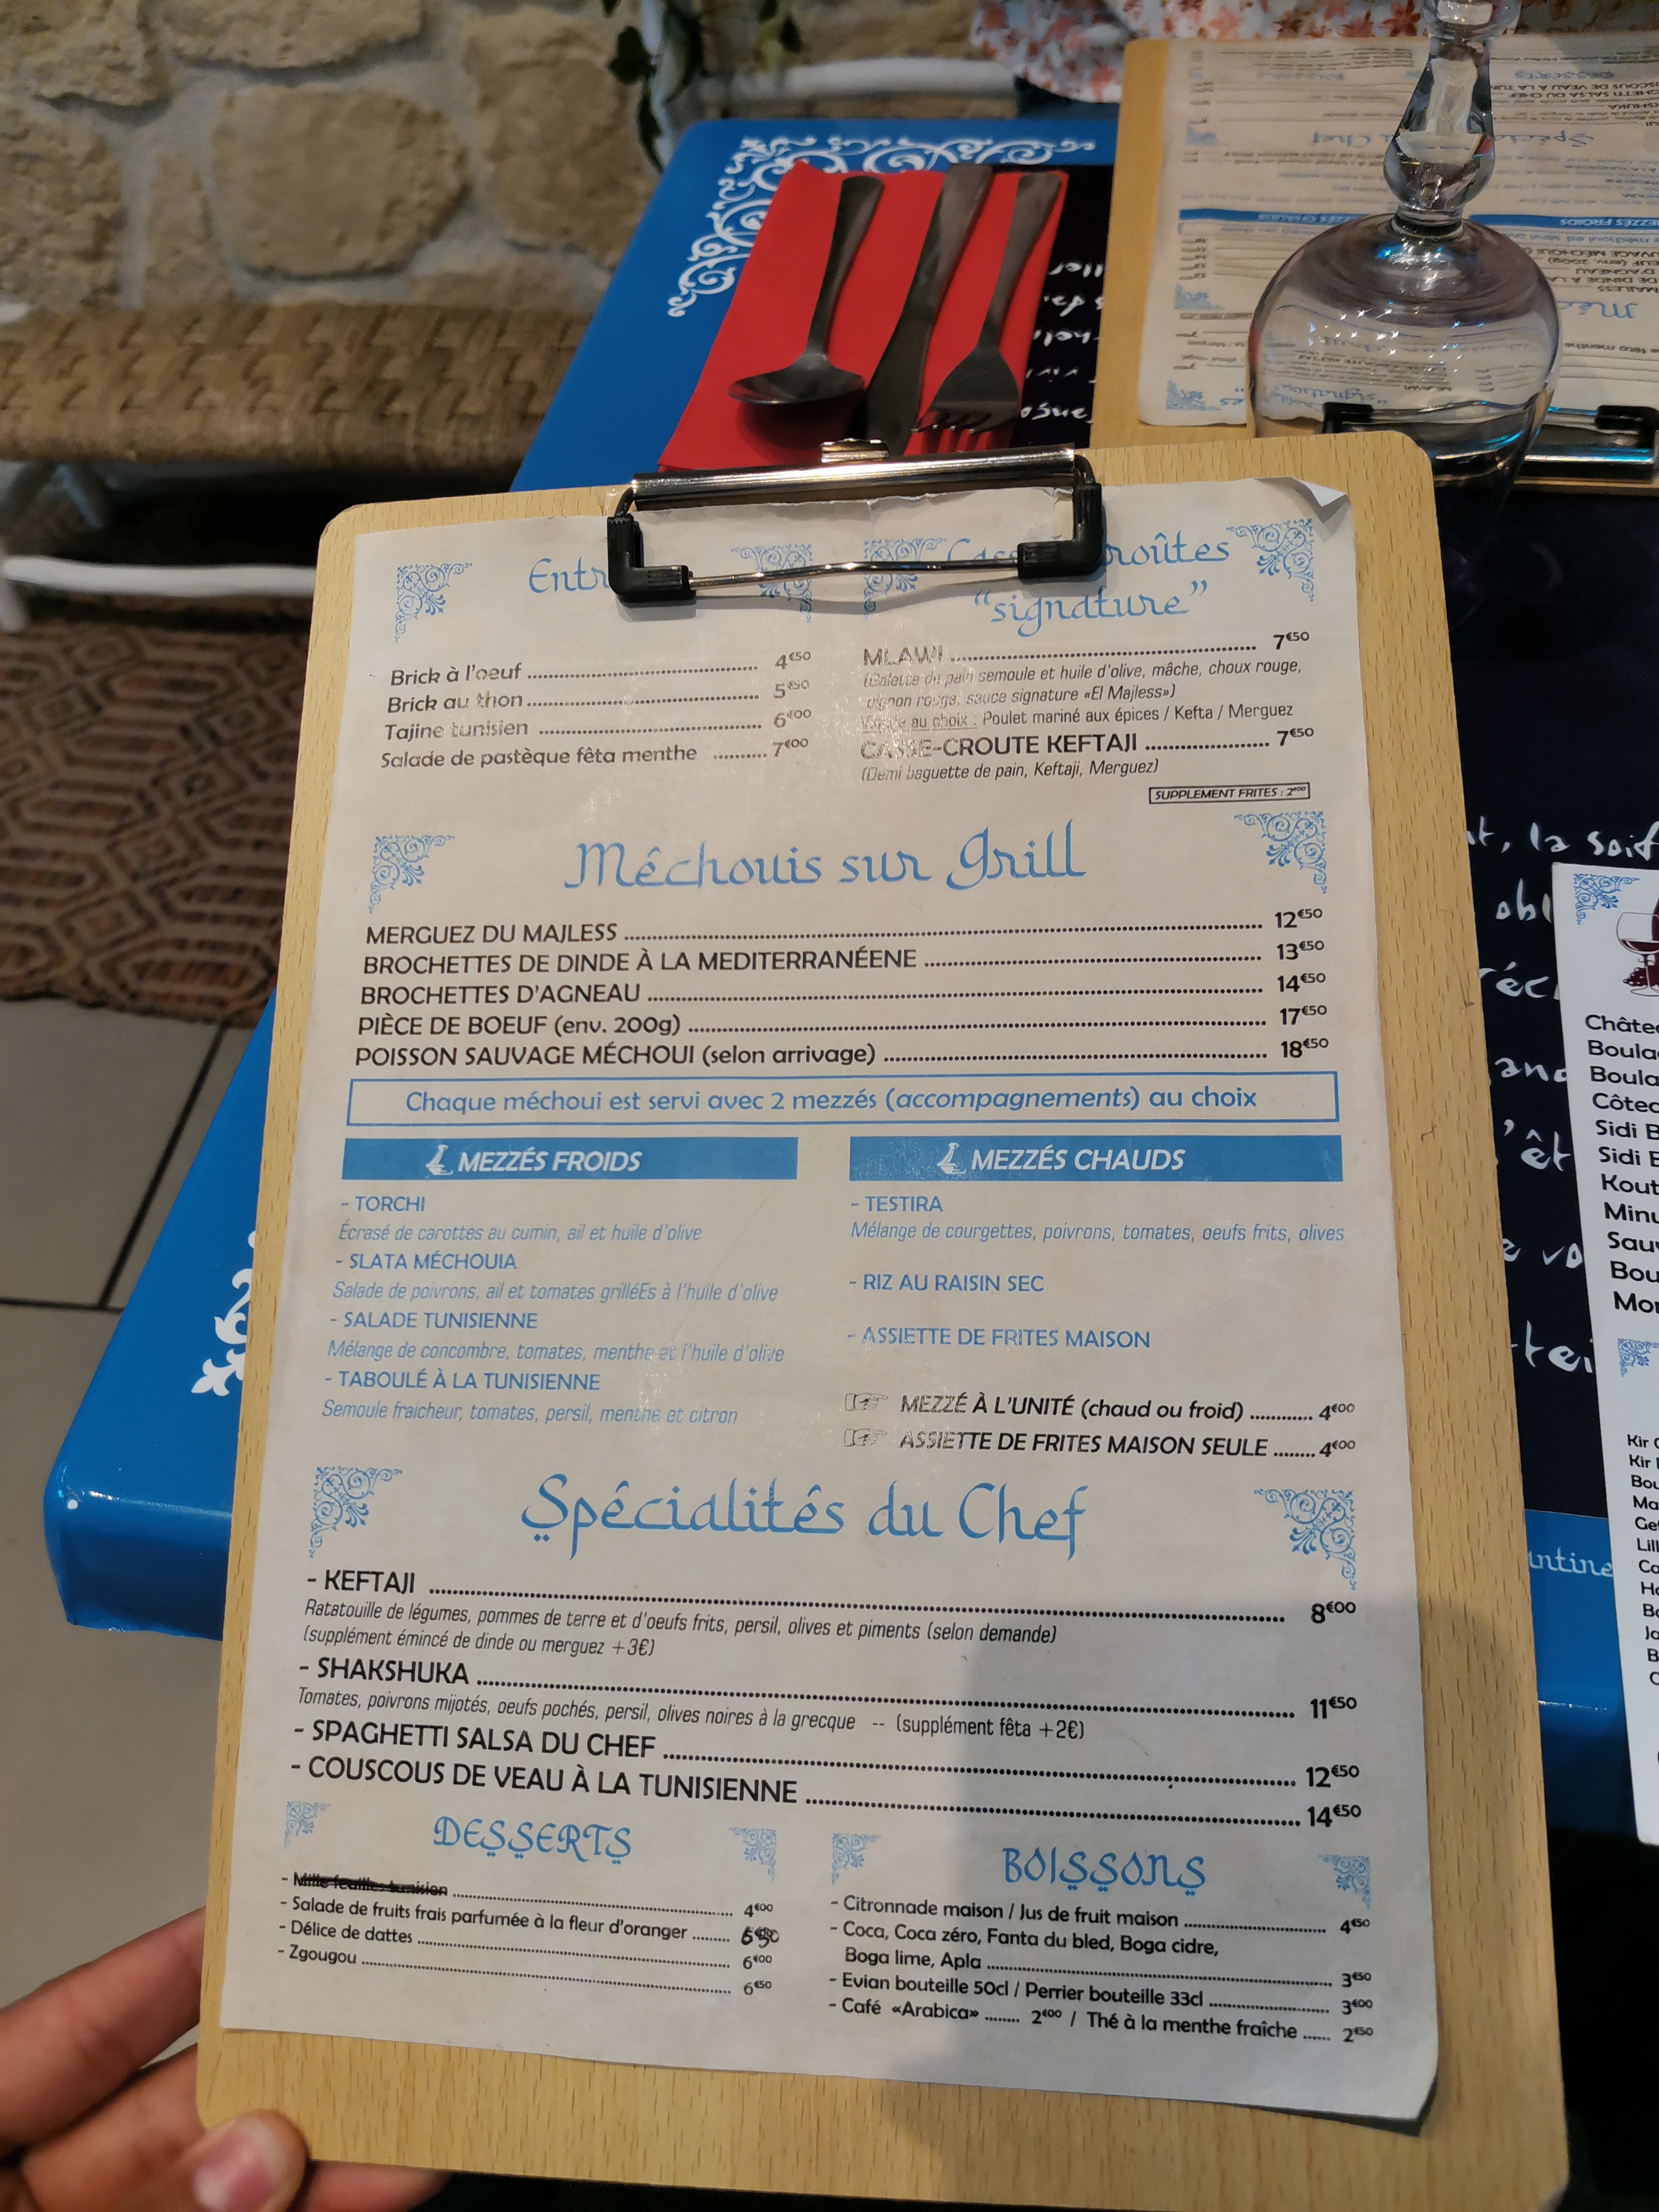 Brick à l'oeuf 4€50
Brick au thon 5€50
Tajine tunisien 6€00
Salade de pastèque fêta menthe 7€00
"signature"
MLAWI 7€50
(Galette de pain semoule et huile d'olive, mâche, choux rouge,
oignon rouge, sauce signature «El Majless»)
Viande au choix : Poulet mariné aux épices / Kefta / Merguez
CASSE-CROUTE KEFTAJI 7€50
(Demi baguette de pain, Keftaji, Merguez)
SUPPLEMENT FRITES : 2€00
Méchouis sur grill
MERGUEZ DU MAJLESS 12€50
BROCHETTES DE DINDE À LA MEDITERRANÉENE 13€50
BROCHETTES D'AGNEAU 14€50
PIÈCE DE BOEUF (env. 200g) 17€50
POISSON SAUVAGE MÉCHOUI (selon arrivage) 18€50
Chaque méchoui est servi avec 2 mezzés (accompagnements) au choix
MEZZÉS FROIDS
- TORCHI
Écrasé de carottes au cumin, ail et huile d'olive
- SLATA MÉCHOUIA
Salade de poivrons, ail et tomates grilléEs à l'huile d'olive
- SALADE TUNISIENNE
Mélange de concombre, tomates, menthe et l'huile d'olive
- TABOULÉ À LA TUNISIENNE
Semoule fraicheur, tomates, persil, menthe et citron
MEZZÉS CHAUDS
- TESTIRA
Mélange de courgettes, poivrons, tomates, oeufs frits, olives
- RIZ AU RAISIN SEC
- ASSIETTE DE FRITES MAISON
MEZZÉ À L'UNITÉ (chaud ou froid) 4€00
ASSIETTE DE FRITES MAISON SEULE 4€00
Spécialités du Chef
- KEFTAJI 8€00
Ratatouille de légumes, pommes de terre et d'oeufs frits, persil, olives et piments (selon demande)
(supplément émincé de dinde ou merguez +3€)
- SHAKSHUKA 11€50
Tomates, poivrons mijotés, oeufs pochés, persil, olives noires à la grecque -- (supplément fêta +2€)
- SPAGHETTI SALSA DU CHEF 12€50
- COUSCOUS DE VEAU À LA TUNISIENNE 14€50
DESSERTS
- Mille feuilles tunisien 4€00
- Salade de fruits frais parfumée à la fleur d'oranger
- Délice de dattes 6€00
- Zgougou 6€50
BOISSONS
- Citronnade maison / Jus de fruit maison 4€50
- Coca, Coca zéro, Fanta du bled, Boga cidre,
Boga lime, Apla 3€50
- Evian bouteille 50cl / Perrier bouteille 33cl 3€00
- Café «Arabica» 2€00 / Thé à la menthe fraîche 2€50
la soif
Sidi
Kir
Kir